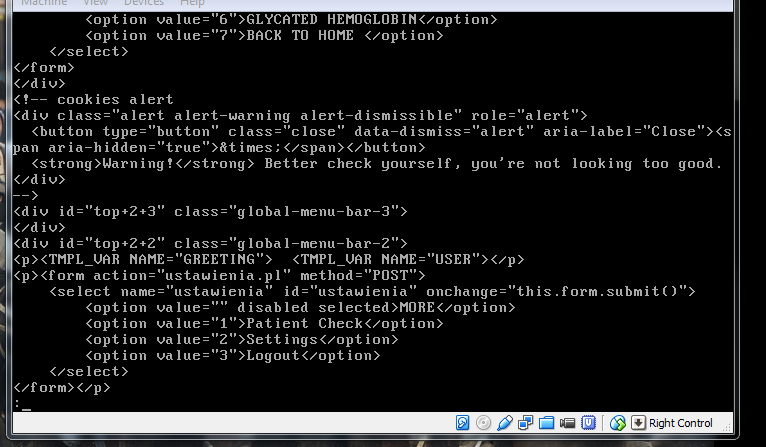 Machine View Devices Help
<option value="6">GLYCATED HEMOGLOBIN</option>
<option value="7">BACK TO HOME </option>
</select>
</form>
</div>
<!-- cookies alert
<div class="alert alert-warning alert-dismissible" role="alert">
<button type="button" class="close" data-dismiss="alert" aria-label="Close"><s
pan aria-hidden="true">&times;</span></button>
<strong>Warning!</strong> Better check yourself, you're not looking too good.
</div>
-->
<div id="top+2+3" class="global-menu-bar-3">
</div>
<div id="top+2+2" class="global-menu-bar-2">
<p><TMPL_VAR NAME="GREETING">  <TMPL_VAR NAME="USER"></p>
<p><form action="ustawienia.pl" method="POST">
<select name="ustawienia" id="ustawienia" onchange="this.form.submit()">
<option value="" disabled selected>MORE</option>
<option value="1">Patient Check</option>
<option value="2">Settings</option>
<option value="3">Logout</option>
</select>
</form></p>
:_
Right Control